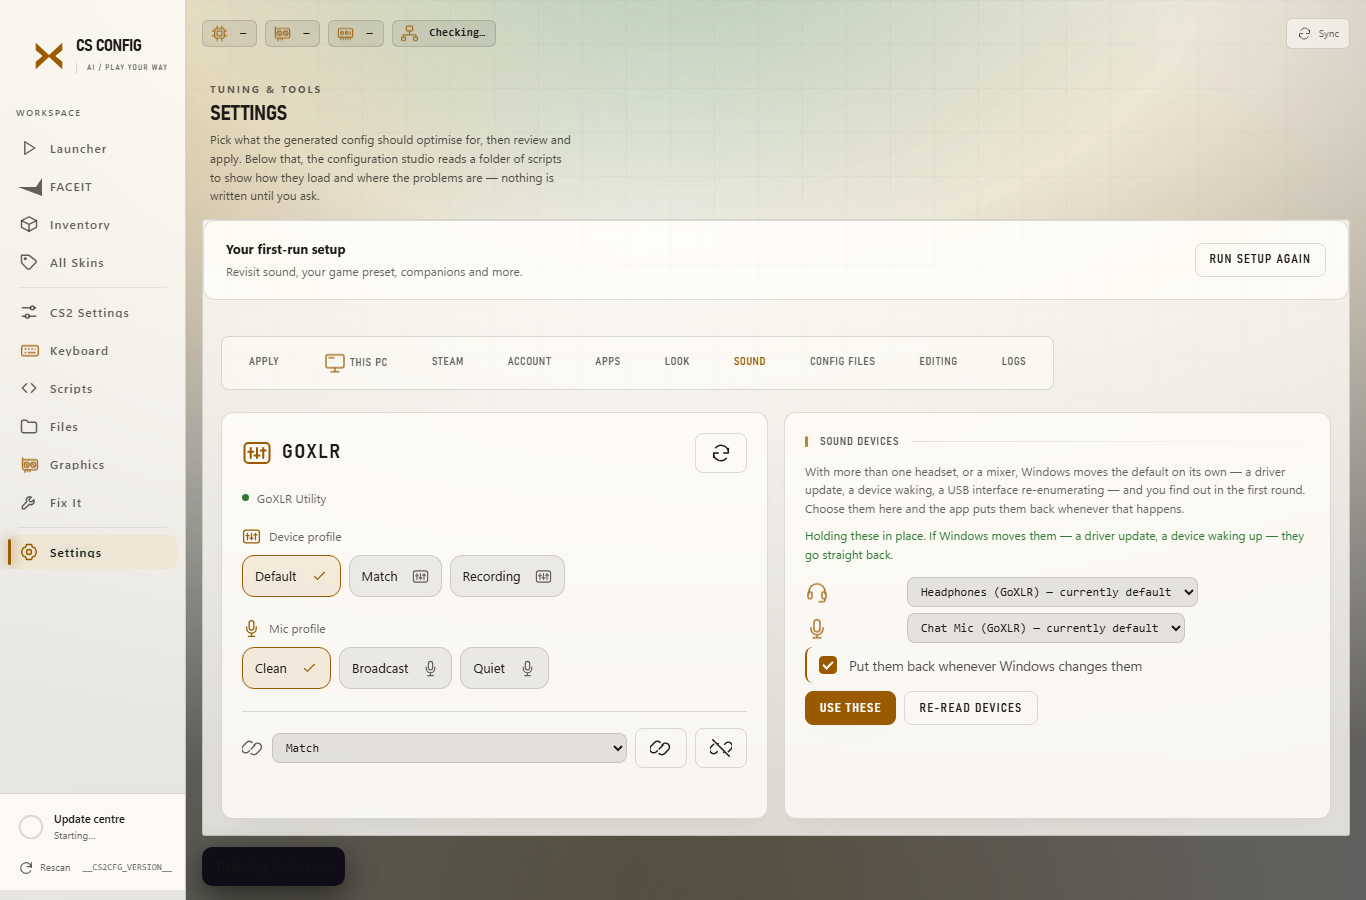 CS CONFIG
AI / PLAY YOUR WAY
WORKSPACE
Launcher
FACEIT
Inventory
All Skins
CS2 Settings
Keyboard
Scripts
Files
Graphics
Fix It
Settings
Update centre
Starting…
Rescan
__CS2CFG_VERSION__
—
—
—
Checking…
Sync
TUNING & TOOLS
SETTINGS
Pick what the generated config should optimise for, then review and
apply. Below that, the configuration studio reads a folder of scripts
to show how they load and where the problems are — nothing is
written until you ask.
Your first-run setup
Revisit sound, your game preset, companions and more.
RUN SETUP AGAIN
APPLY
THIS PC
STEAM
ACCOUNT
APPS
LOOK
SOUND
CONFIG FILES
EDITING
LOGS
GOXLR
GoXLR Utility
Device profile
Default
Match
Recording
Mic profile
Clean
Broadcast
Quiet
Match
SOUND DEVICES
With more than one headset, or a mixer, Windows moves the default on its own — a driver
update, a device waking, a USB interface re-enumerating — and you find out in the first round.
Choose them here and the app puts them back whenever that happens.
Holding these in place. If Windows moves them — a driver update, a device waking up — they
go straight back.
Headphones (GoXLR) — currently default
Chat Mic (GoXLR) — currently default
Put them back whenever Windows changes them
USE THESE
RE-READ DEVICES